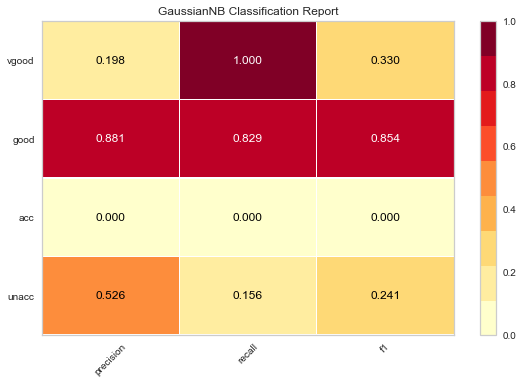 GaussianNB Classification Report
vgood 0.198 1.000 0.330
good 0.881 0.829 0.854
acc 0.000 0.000 0.000
unacc 0.526 0.156 0.241
precision recall f1
1.0
0.8
0.6
0.4
0.2
0.0